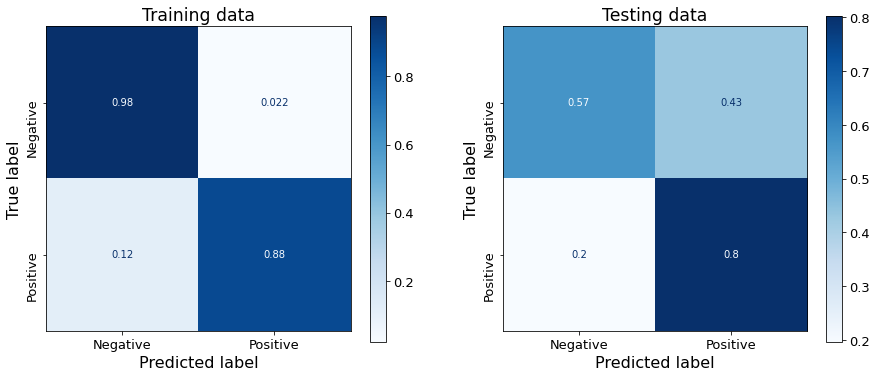 Training data
True label
Negative
0.98
0.022
Positive
0.12
0.88
Negative
Positive
Predicted label
0.8
0.6
0.4
0.2
Testing data
True label
Negative
0.57
0.43
Positive
0.2
0.8
Negative
Positive
Predicted label
0.8
0.7
0.6
0.5
0.4
0.3
0.2